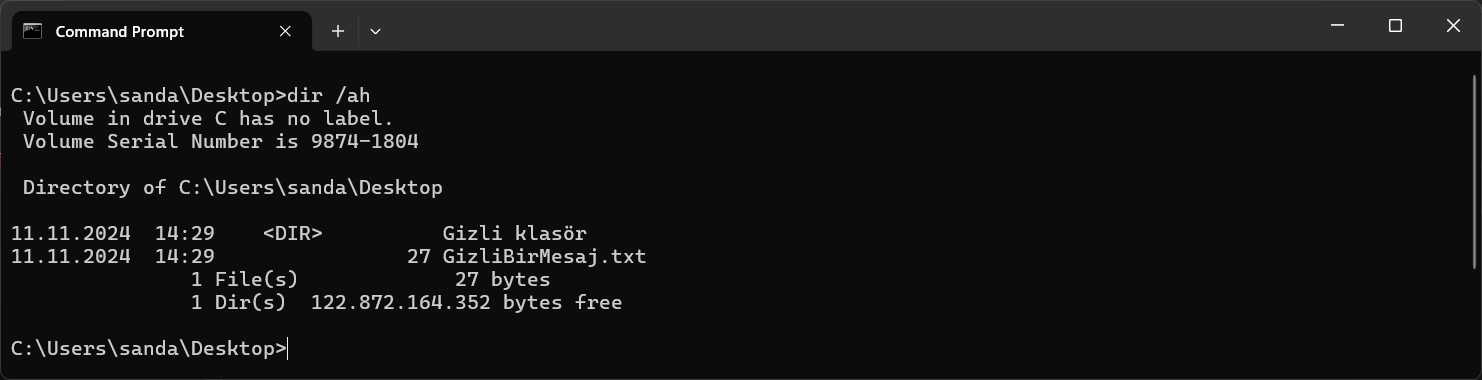 Command Prompt
C:\Users\sanda\Desktop>dir /ah
 Volume in drive C has no label.
 Volume Serial Number is 9874-1804
 Directory of C:\Users\sanda\Desktop
11.11.2024  14:29    <DIR>          Gizli klasör
11.11.2024  14:29                27 GizliBirMesaj.txt
               1 File(s)             27 bytes
               1 Dir(s)  122.872.164.352 bytes free
C:\Users\sanda\Desktop>